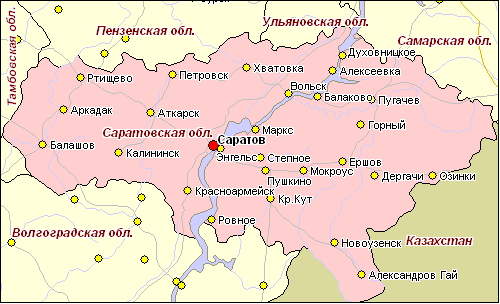 Ульяновская обл.
Пензенская обл.
Самарская обл.
Тамбовская обл.
Духовницкое
Хватовка
Алексеевка
Ртищево
Петровск
Вольск
Балаково
Пугачев
Аркадак
Аткарск
Горный
Маркс
Саратовская обл.
Саратов
Балашов
Калининск
Энгельс
Степное
Ершов
Пушкино
Мокроус
Дергачи
Озинки
Красноармейск
Кр.Кут
Ровное
Волгоградская обл.
Новоузенск
Казахстан
Александров Гай